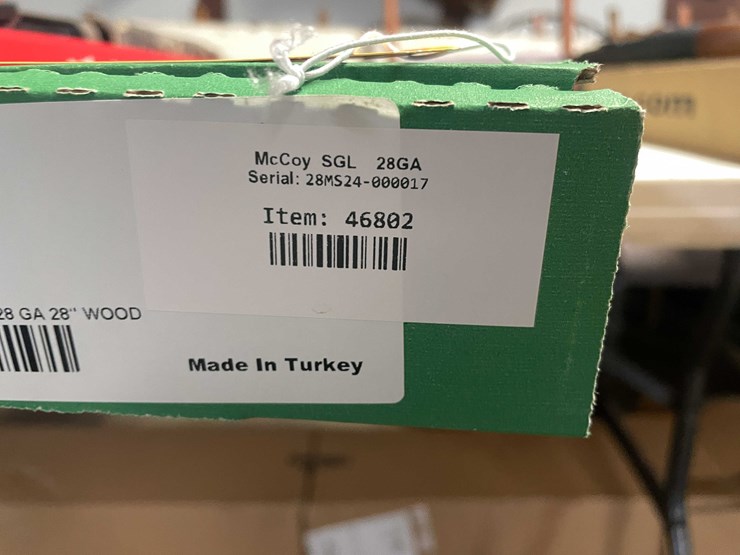 McCoy SGL 28GA
Serial: 28MS24-000017
Item: 46802
28 GA 28" WOOD
Made In Turkey